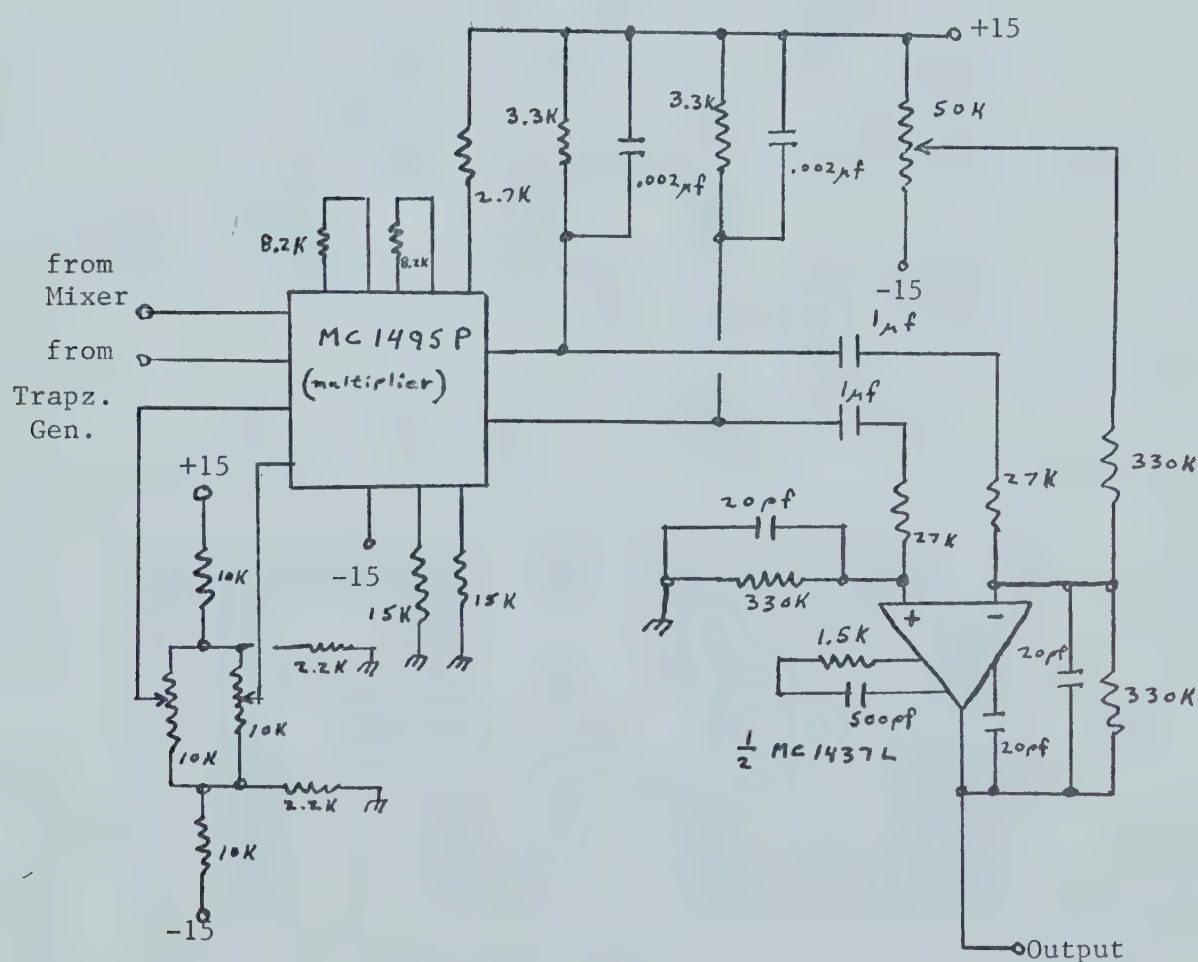 +15
3.3K
3.3K
50K
.002μf
.002μf
2.7K
8.2K
8.2K
from
Mixer
-15
1μf
MC 1495 P
from
(multiplier)
1μf
Trapz.
Gen.
330K
+15
27K
20pf
27K
10K
-15
15K
15K
330K
+
-
2.2K
1.5K
20pf
330K
10K
500pf
20pf
10K
1/2 MC 1437L
2.2K
10K
-15
Output